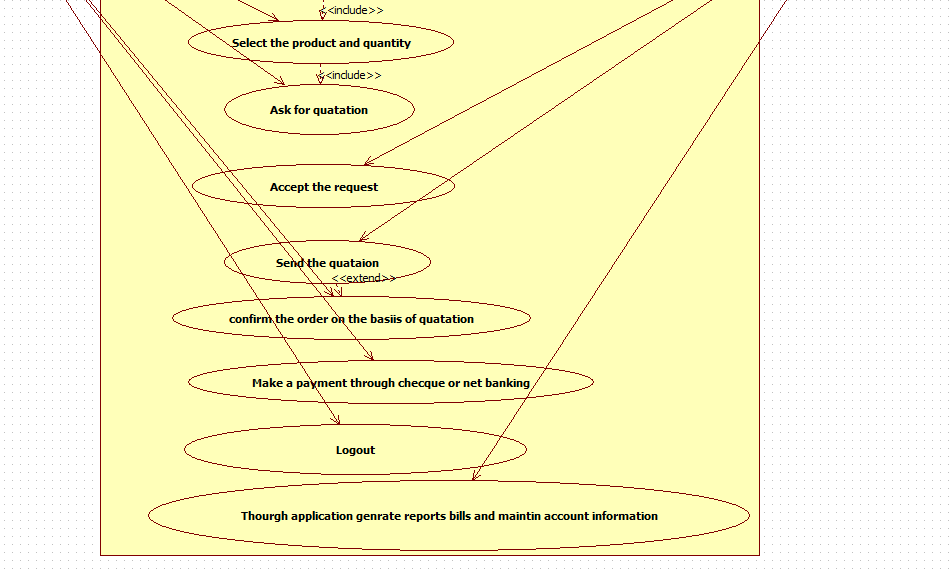 <<include>>
Select the product and quantity
<<include>>
Ask for quatation
Accept the request
Send the quataion
<<extend>>
confirm the order on the basiis of quatation
Make a payment through checque or net banking
Logout
Thourgh application genrate reports bills and maintin account information